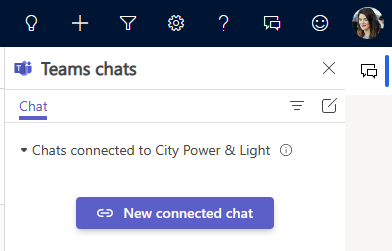 Teams chats
Chat
Chats connected to City Power & Light
New connected chat